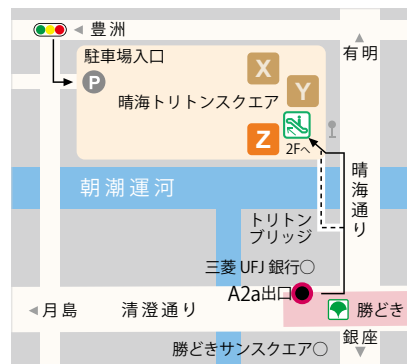 ◀ 豊洲
駐車場入口
有明
P
X
Y
晴海トリトンスクエア
Z
2Fへ
朝潮運河
晴海通り
トリトン
ブリッジ
三菱UFJ銀行○
A2a出口
◀月島
清澄通り
勝どき
勝どきサンスクエア○
銀座